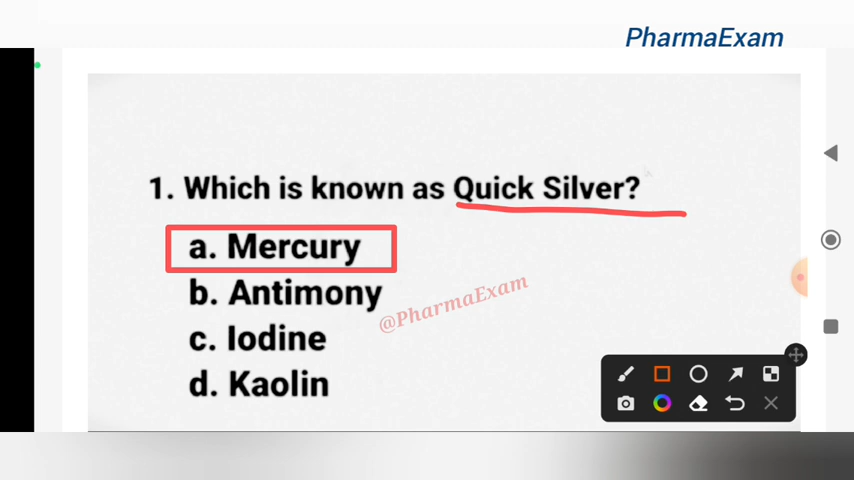 PharmaExam
1. Which is known as Quick Silver?
a. Mercury
b. Antimony
@PharmaExam
c. Iodine
d. Kaolin